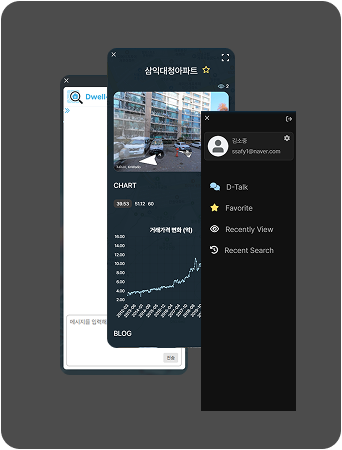 Dwell
메시지를 입력해
전송
삼익대청아파트
2
CHART
39.53 51.12 60
거래가격 변화 (억)
16.00
14.00
12.00
10.00
8.00
6.00
4.00
2.00
BLOG
김소중
ssafy1@naver.com
D-Talk
Favorite
Recently View
Recent Search